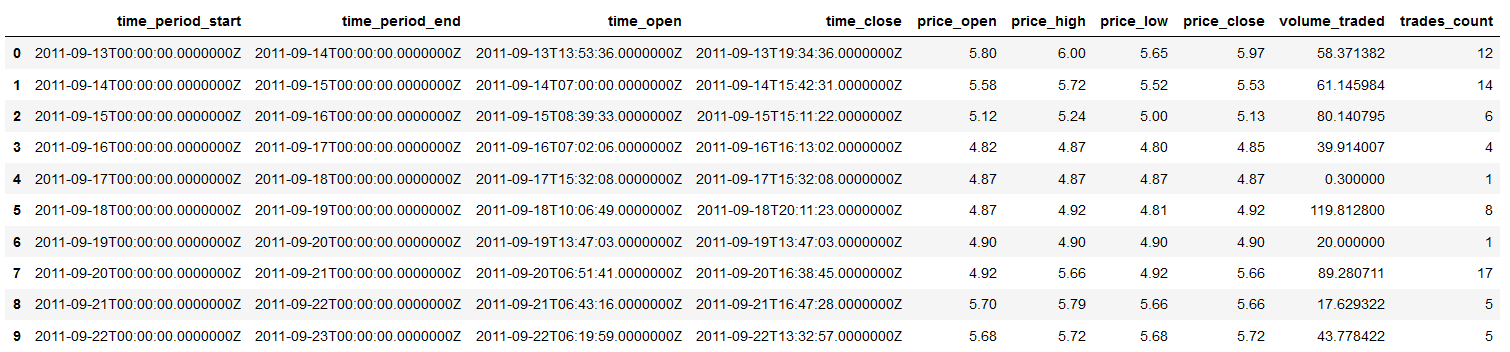 time_period_start time_period_end time_open time_close price_open price_high price_low price_close volume_traded trades_count
0 2011-09-13T00:00:00.0000000Z 2011-09-14T00:00:00.0000000Z 2011-09-13T13:53:36.0000000Z 2011-09-13T19:34:36.0000000Z 5.80 6.00 5.65 5.97 58.371382 12
1 2011-09-14T00:00:00.0000000Z 2011-09-15T00:00:00.0000000Z 2011-09-14T07:00:00.0000000Z 2011-09-14T15:42:31.0000000Z 5.58 5.72 5.52 5.53 61.145984 14
2 2011-09-15T00:00:00.0000000Z 2011-09-16T00:00:00.0000000Z 2011-09-15T08:39:33.0000000Z 2011-09-15T15:11:22.0000000Z 5.12 5.24 5.00 5.13 80.140795 6
3 2011-09-16T00:00:00.0000000Z 2011-09-17T00:00:00.0000000Z 2011-09-16T07:02:06.0000000Z 2011-09-16T16:13:02.0000000Z 4.82 4.87 4.80 4.85 39.914007 4
4 2011-09-17T00:00:00.0000000Z 2011-09-18T00:00:00.0000000Z 2011-09-17T15:32:08.0000000Z 2011-09-17T15:32:08.0000000Z 4.87 4.87 4.87 4.87 0.300000 1
5 2011-09-18T00:00:00.0000000Z 2011-09-19T00:00:00.0000000Z 2011-09-18T10:06:49.0000000Z 2011-09-18T20:11:23.0000000Z 4.87 4.92 4.81 4.92 119.812800 8
6 2011-09-19T00:00:00.0000000Z 2011-09-20T00:00:00.0000000Z 2011-09-19T13:47:03.0000000Z 2011-09-19T13:47:03.0000000Z 4.90 4.90 4.90 4.90 20.000000 1
7 2011-09-20T00:00:00.0000000Z 2011-09-21T00:00:00.0000000Z 2011-09-20T06:51:41.0000000Z 2011-09-20T16:38:45.0000000Z 4.92 5.66 4.92 5.66 89.280711 17
8 2011-09-21T00:00:00.0000000Z 2011-09-22T00:00:00.0000000Z 2011-09-21T06:43:16.0000000Z 2011-09-21T16:47:28.0000000Z 5.70 5.79 5.66 5.66 17.629322 5
9 2011-09-22T00:00:00.0000000Z 2011-09-23T00:00:00.0000000Z 2011-09-22T06:19:59.0000000Z 2011-09-22T13:32:57.0000000Z 5.68 5.72 5.68 5.72 43.778422 5